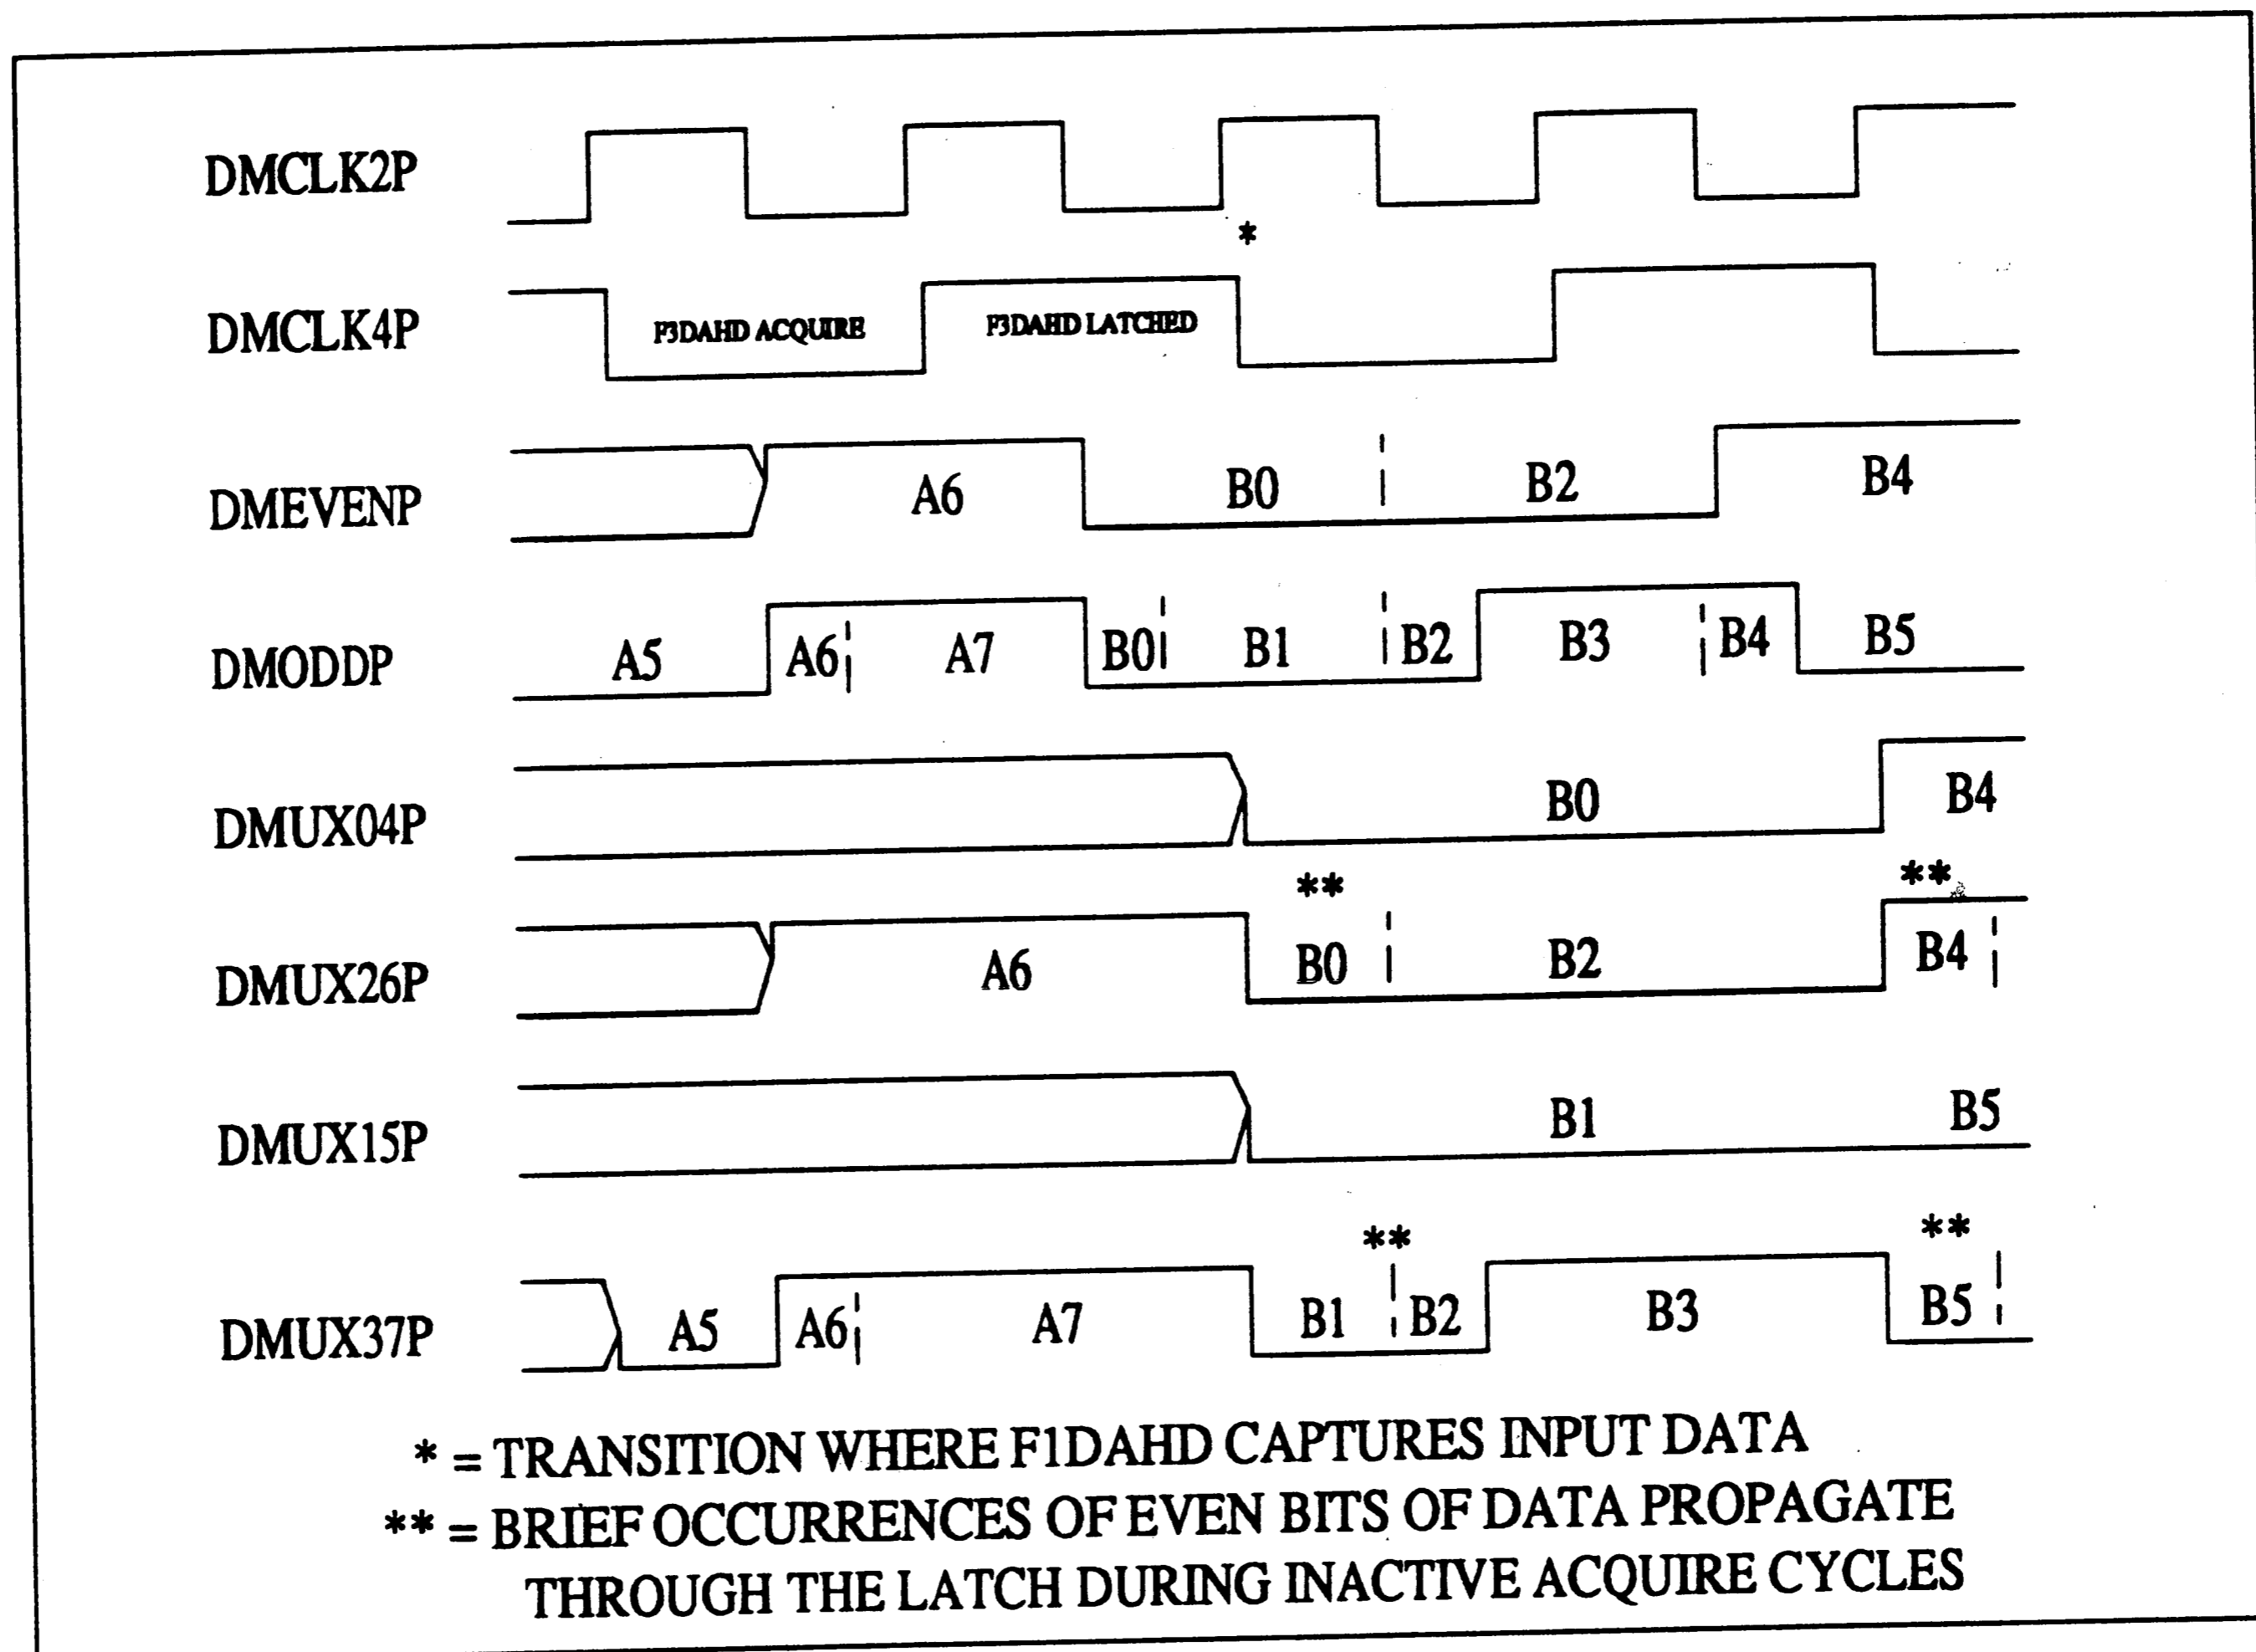 DMCLK2P
*
DMCLK4P F3DAHD ACQUIRE F3DAHD LATCHED
DMEVENP A6 B0 B2 B4
DMODDP A5 A6 A7 B0 B1 B2 B3 B4 B5
DMUX04P B0 B4
** **
DMUX26P A6 B0 B2 B4
DMUX15P B1 B5
** **
DMUX37P A5 A6 A7 B1 B2 B3 B5
* = TRANSITION WHERE F1DAHD CAPTURES INPUT DATA
** = BRIEF OCCURRENCES OF EVEN BITS OF DATA PROPAGATE
THROUGH THE LATCH DURING INACTIVE ACQUIRE CYCLES